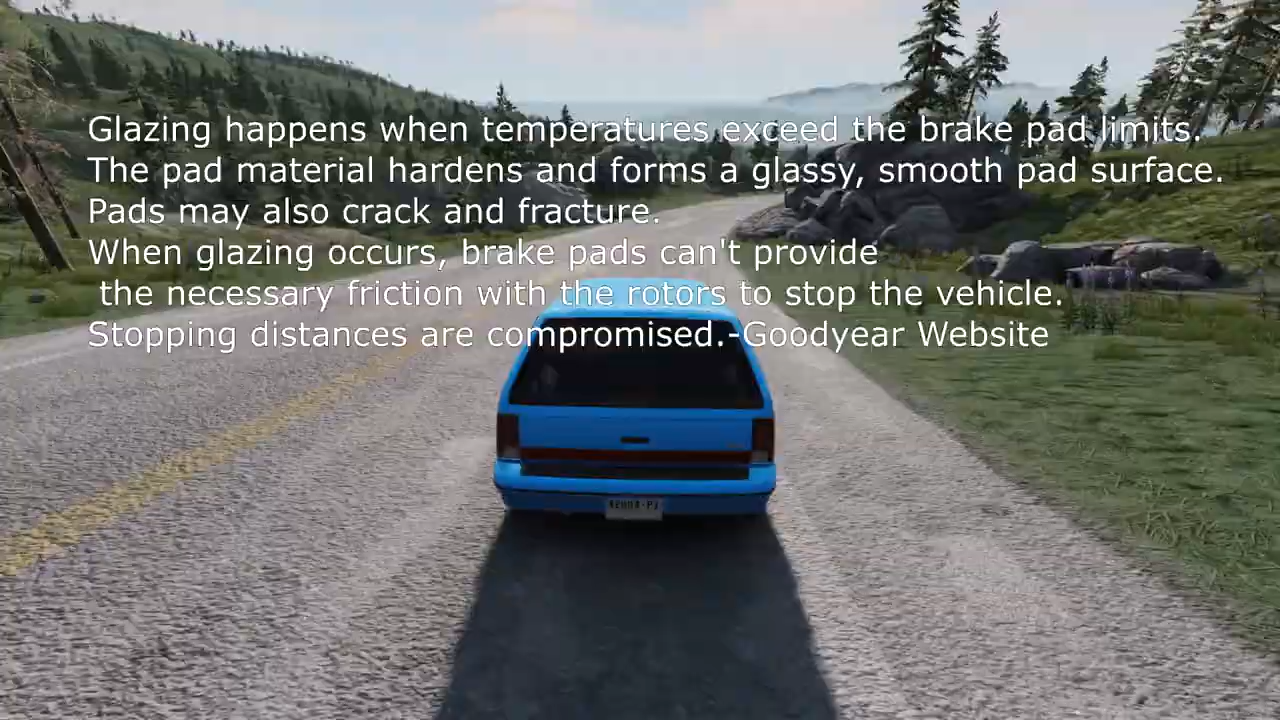 Glazing happens when temperatures exceed the brake pad limits.
The pad material hardens and forms a glassy, smooth pad surface.
Pads may also crack and fracture.
When glazing occurs, brake pads can't provide
the necessary friction with the rotors to stop the vehicle.
Stopping distances are compromised.-Goodyear Website